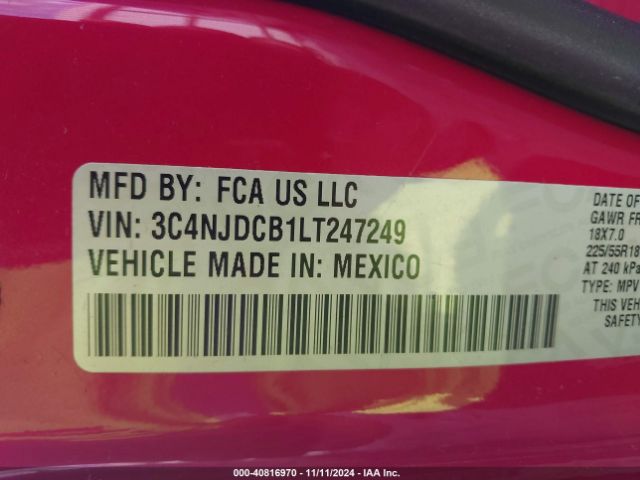 MFD BY: FCA US LLC
VIN: 3C4NJDCB1LT247249
VEHICLE MADE IN: MEXICO
DATE OF
GAWR FR
18X7.0
225/55R18
AT 240 kPa
TYPE: MPV
THIS VEH
SAFETY
000-40816970 - 11/11/2024 - IAA Inc.